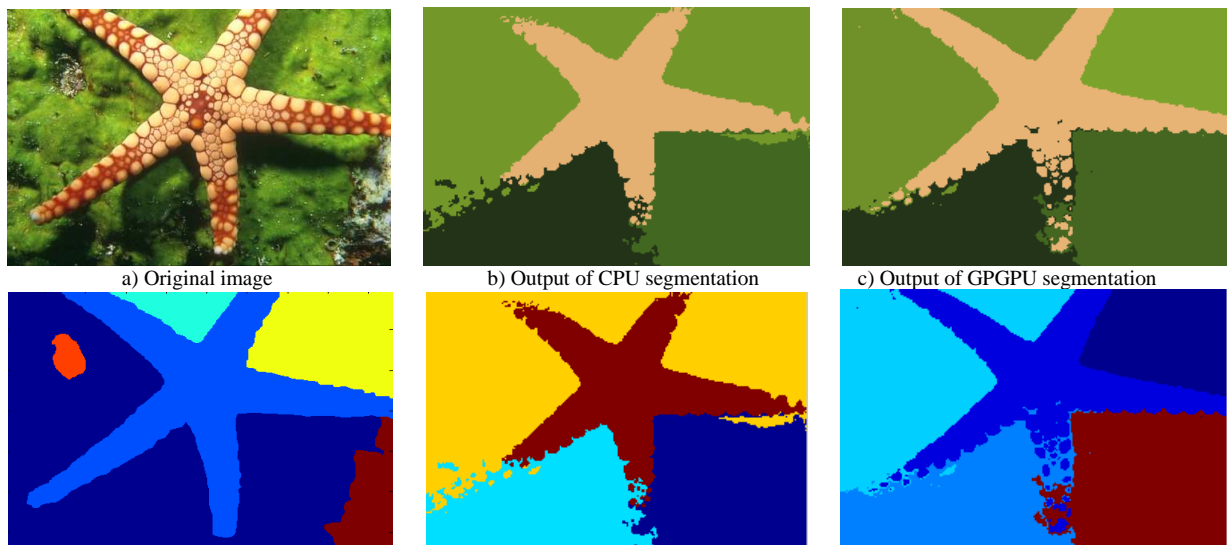 a) Original image
b) Output of CPU segmentation
c) Output of GPGPU segmentation